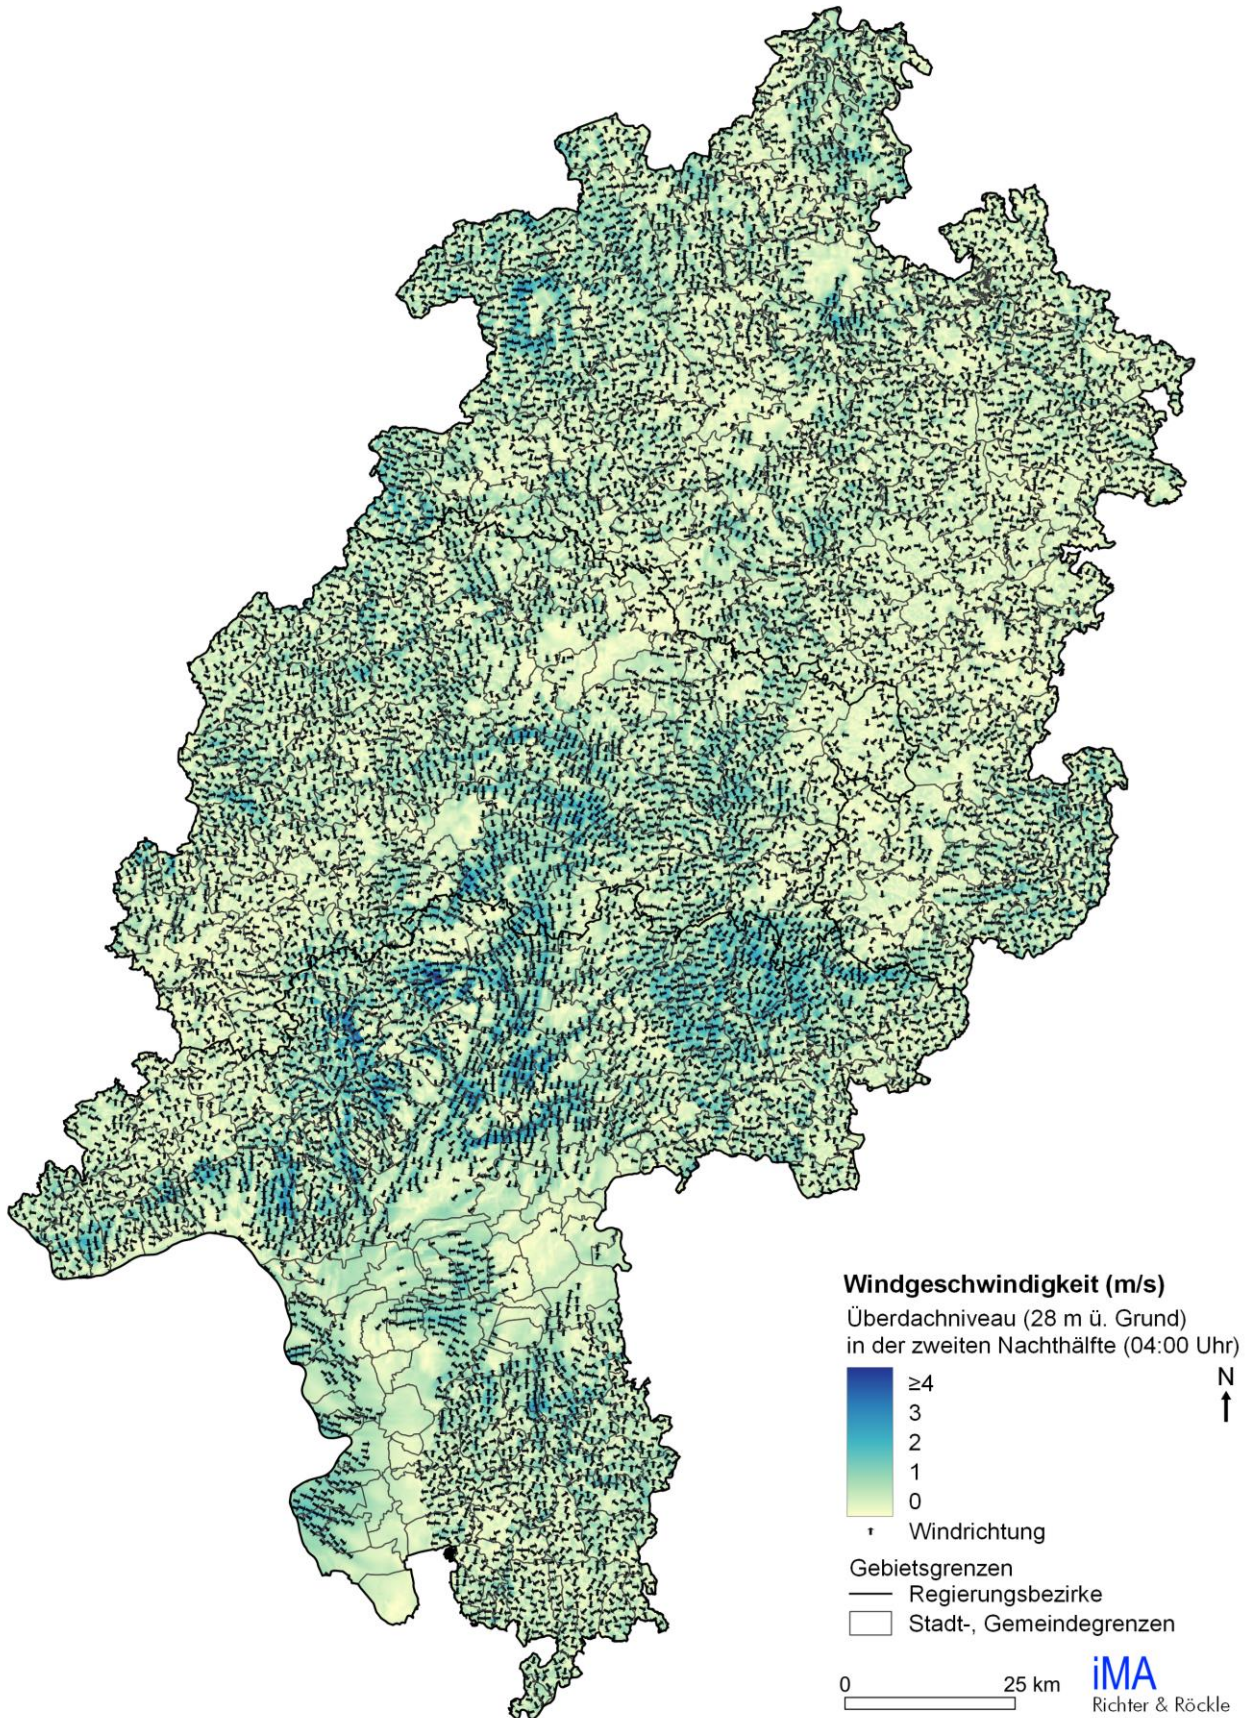 Windgeschwindigkeit (m/s)
Überdachniveau (28 m ü. Grund)
in der zweiten Nachthälfte (04:00 Uhr)
N
≥4
3
2
1
0
Windrichtung
Gebietsgrenzen
Regierungsbezirke
Stadt-, Gemeindegrenzen
0 25 km
iMA
Richter & Röckle